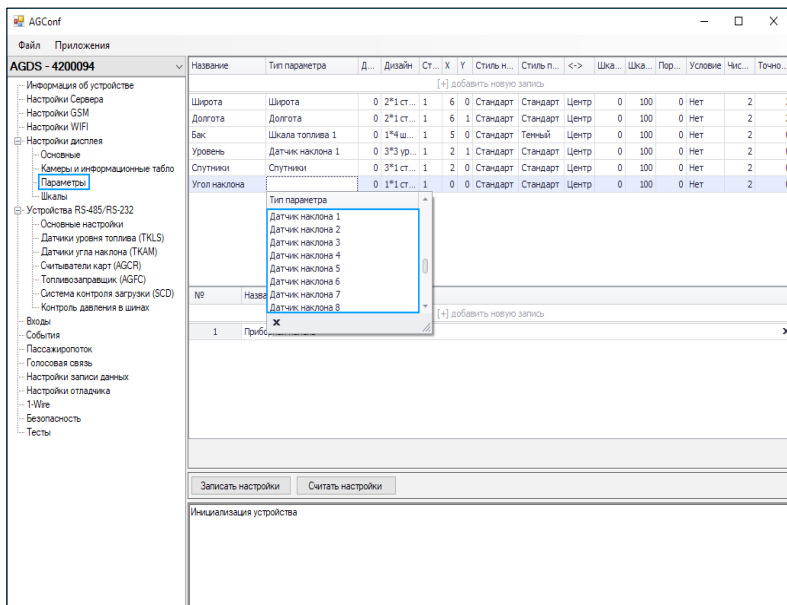 AGConf
Файл Приложения
AGDS - 4200094
Информация об устройстве
Настройки Сервера
Настройки GSM
Настройки WIFI
Настройки дисплея
Основные
Камеры и информационные табло
Параметры
Шкалы
Устройства RS-485/RS-232
Основные настройки
Датчики уровня топлива (TKLS)
Датчики угла наклона (TKAM)
Считыватели карт (AGCR)
Топливозаправщик (AGFC)
Система контроля загрузки (SCD)
Контроль давления в шинах
Входы
События
Пассажиропоток
Голосовая связь
Настройки записи данных
Настройки отладчика
1-Wire
Безопасность
Тесты
Название Тип параметра Д... Дизайн Ст... X Y Стиль н... Стиль п... <-> Шка... Шка... Пор... Условие Чис... Точно...
[+] добавить новую запись
Широта Широта 0 2*1 ст... 1 6 0 Стандарт Стандарт Центр 0 100 0 Нет 2
Долгота Долгота 0 2*1 ст... 1 6 1 Стандарт Стандарт Центр 0 100 0 Нет 2
Бак Шкала топлива 1 0 1*4 ш... 1 5 0 Стандарт Темный Центр 0 100 0 Нет 2
Уровень Датчик наклона 1 0 3*3 ур... 1 2 1 Стандарт Стандарт Центр 0 100 0 Нет 2
Спутники Спутники 0 3*1 ст... 1 2 0 Стандарт Стандарт Центр 0 100 0 Нет 2
Угол наклона 0 1*1 ст... 1 0 0 Стандарт Стандарт Центр 0 100 0 Нет 2
Тип параметра
Датчик наклона 1
Датчик наклона 2
Датчик наклона 3
Датчик наклона 4
Датчик наклона 5
Датчик наклона 6
Датчик наклона 7
Датчик наклона 8
№ Назва
[+] добавить новую запись
1
Записать настройки Считать настройки
Инициализация устройства